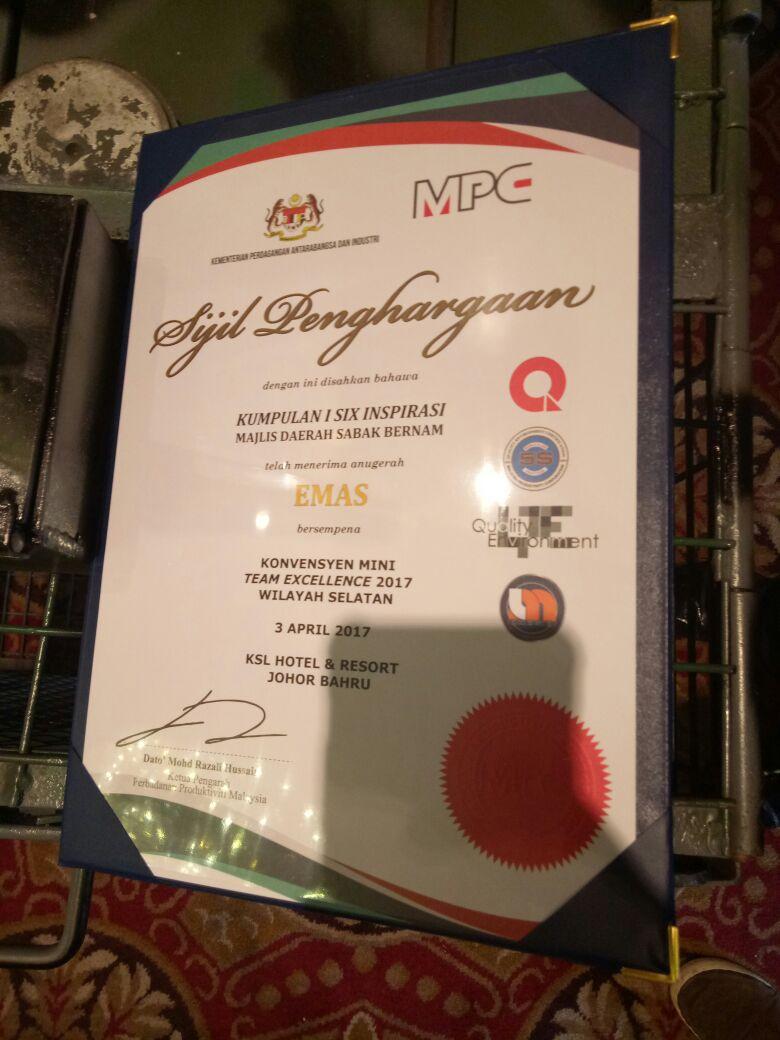 MPC
KEMENTERIAN PERDAGANGAN ANTARABANGSA DAN INDUSTRI
Sijil Penghargaan
dengan ini disahkan bahawa
KUMPULAN I SIX INSPIRASI
MAJLIS DAERAH SABAK BERNAM
telah menerima anugerah
EMAS
bersempena
KONVENSYEN MINI
TEAM EXCELLENCE 2017
WILAYAH SELATAN
3 APRIL 2017
KSL HOTEL & RESORT
JOHOR BAHRU
Dato' Mohd Razali Hussain
Ketua Pengarah
Perbadanan Produktiviti Malaysia
Quality
Environment